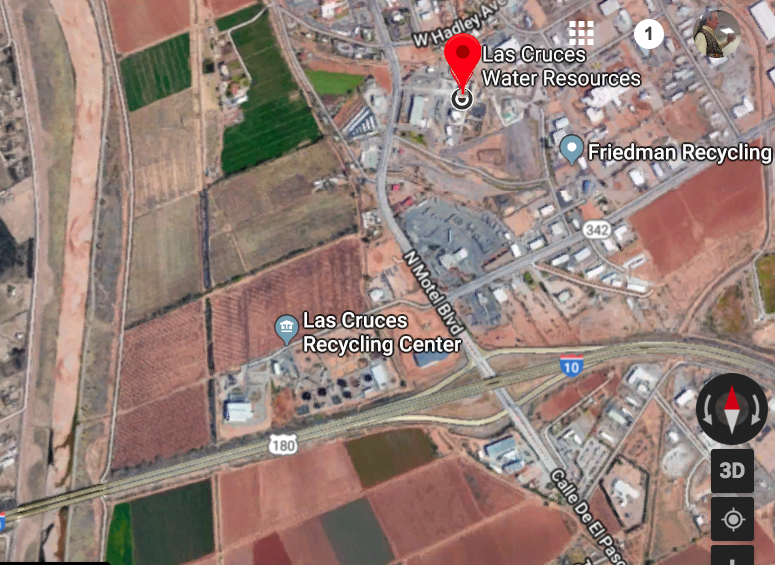 W Hadley Av
1
Las Cruces
Water Resources
Friedman Recycling
342
N Motel Blvd
Las Cruces
Recycling Center
10
180
3D
Calle De El Paso